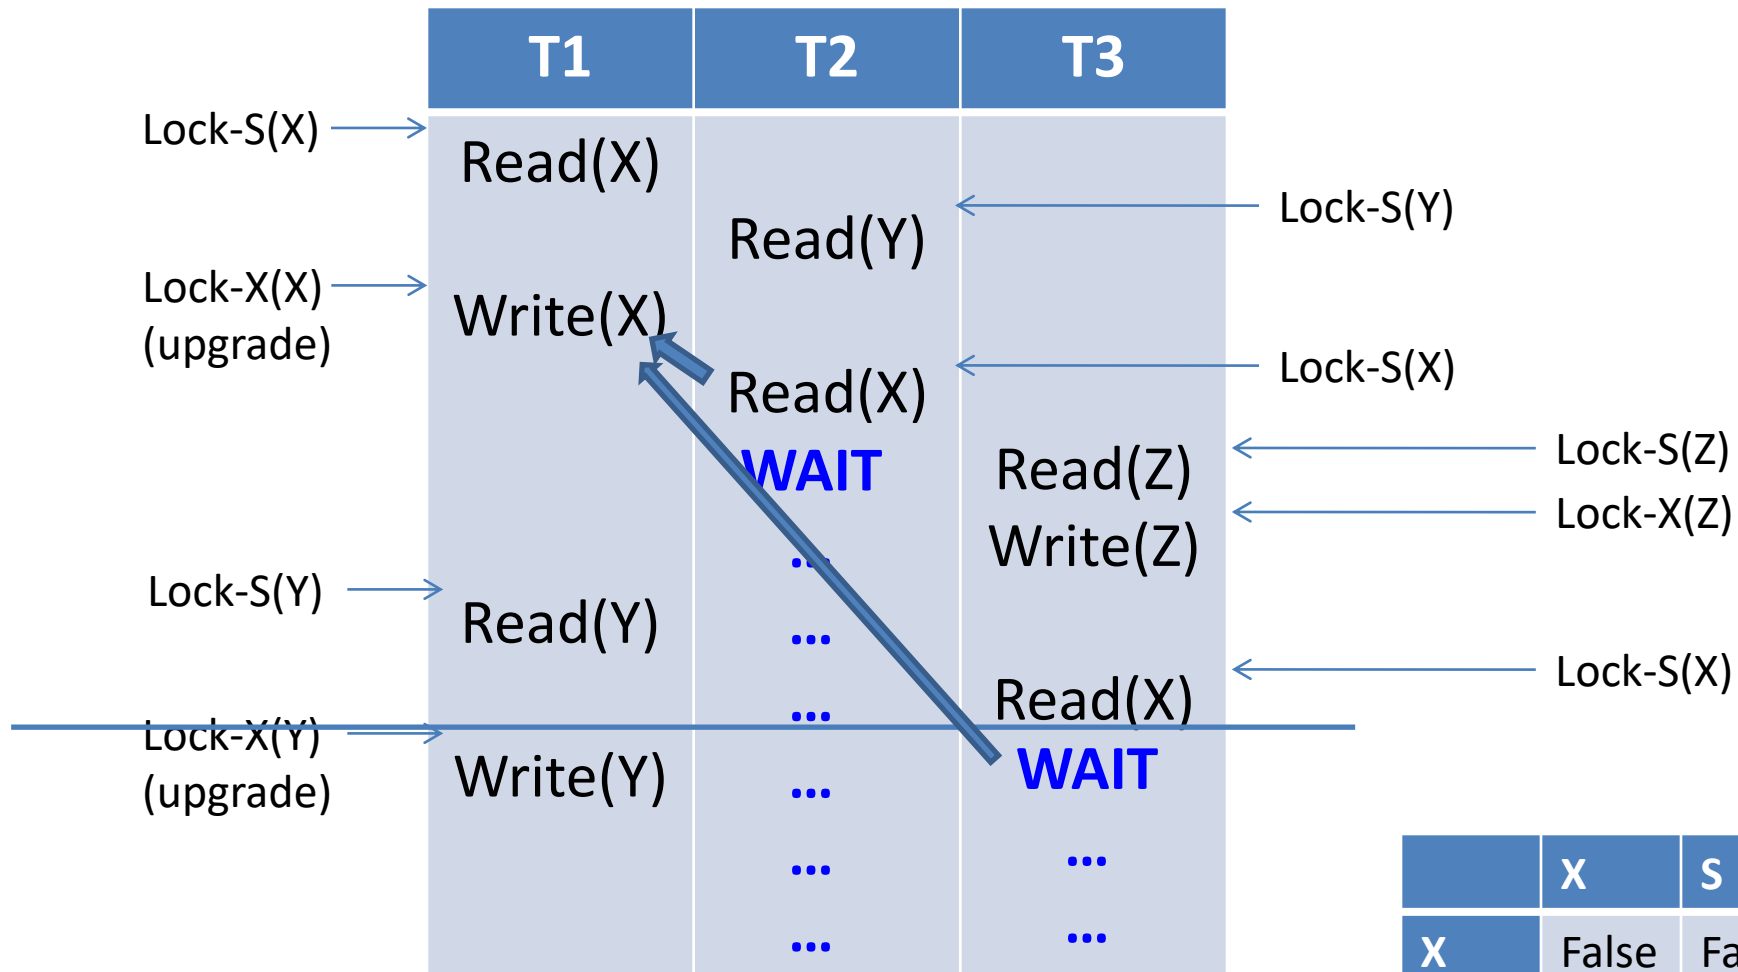 T1 T2 T3
Lock-S(X)
Read(X)
Lock-S(Y)
Read(Y)
Lock-X(X)
(upgrade)
Write(X)
Lock-S(X)
Read(X)
WAIT
Lock-S(Z)
Read(Z)
Lock-X(Z)
Write(Z)
...
Lock-S(Y)
Read(Y)
...
Lock-S(X)
Read(X)
...
Lock-X(Y)
(upgrade)
Write(Y)
WAIT
...
... ...
... ...
X S
X False